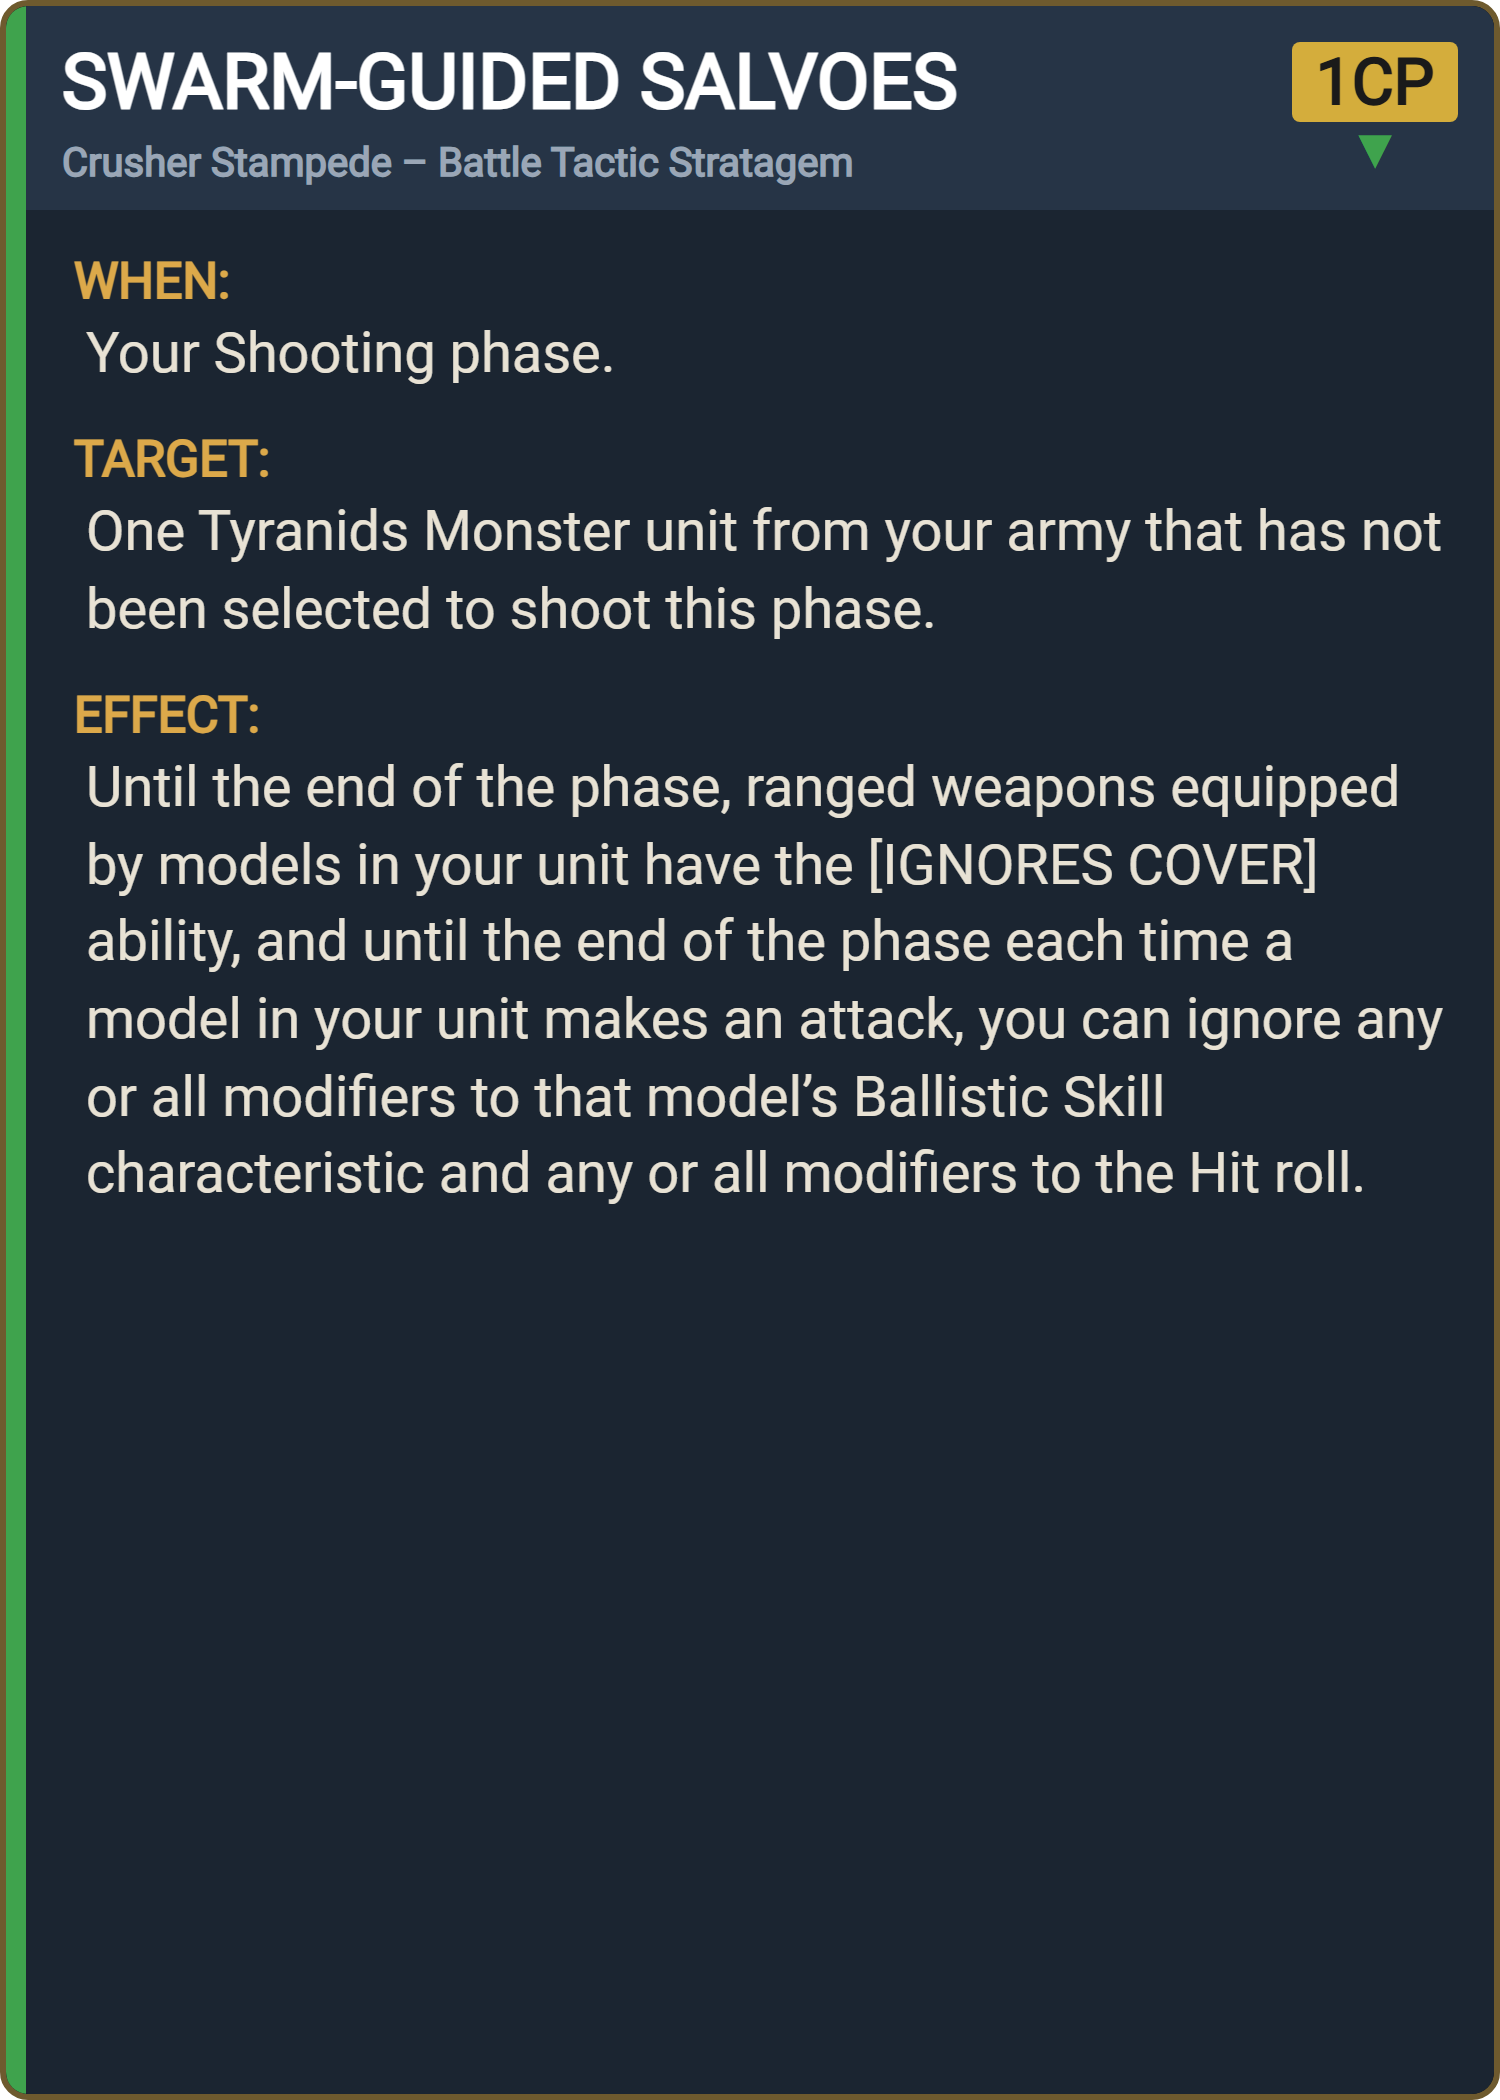 SWARM-GUIDED SALVOES
1CP
Crusher Stampede – Battle Tactic Stratagem
WHEN:
Your Shooting phase.
TARGET:
One Tyranids Monster unit from your army that has not
been selected to shoot this phase.
EFFECT:
Until the end of the phase, ranged weapons equipped
by models in your unit have the [IGNORES COVER]
ability, and until the end of the phase each time a
model in your unit makes an attack, you can ignore any
or all modifiers to that model’s Ballistic Skill
characteristic and any or all modifiers to the Hit roll.